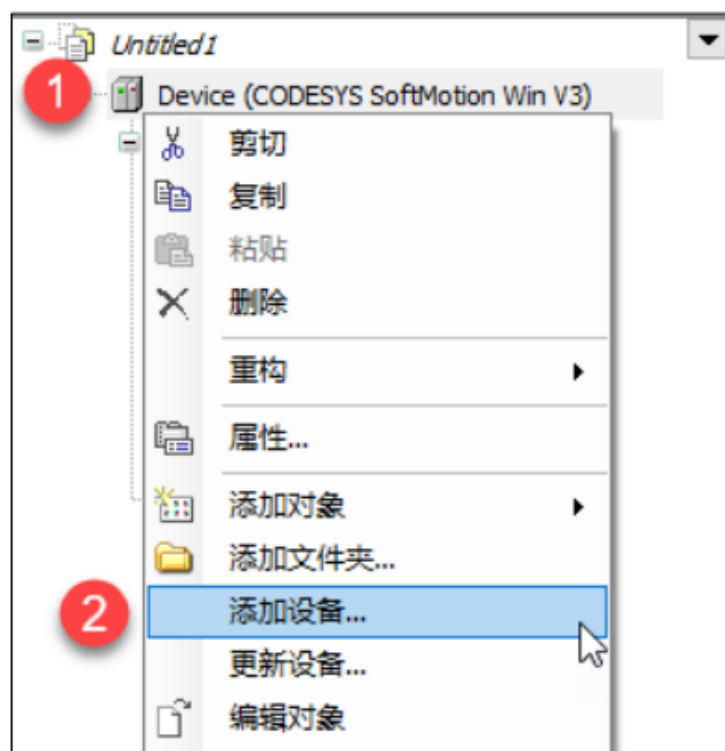 Untitled1
1
Device (CODESYS SoftMotion Win V3)
剪切
复制
粘贴
删除
重构
属性...
添加对象
添加文件夹...
2
添加设备...
更新设备...
编辑对象